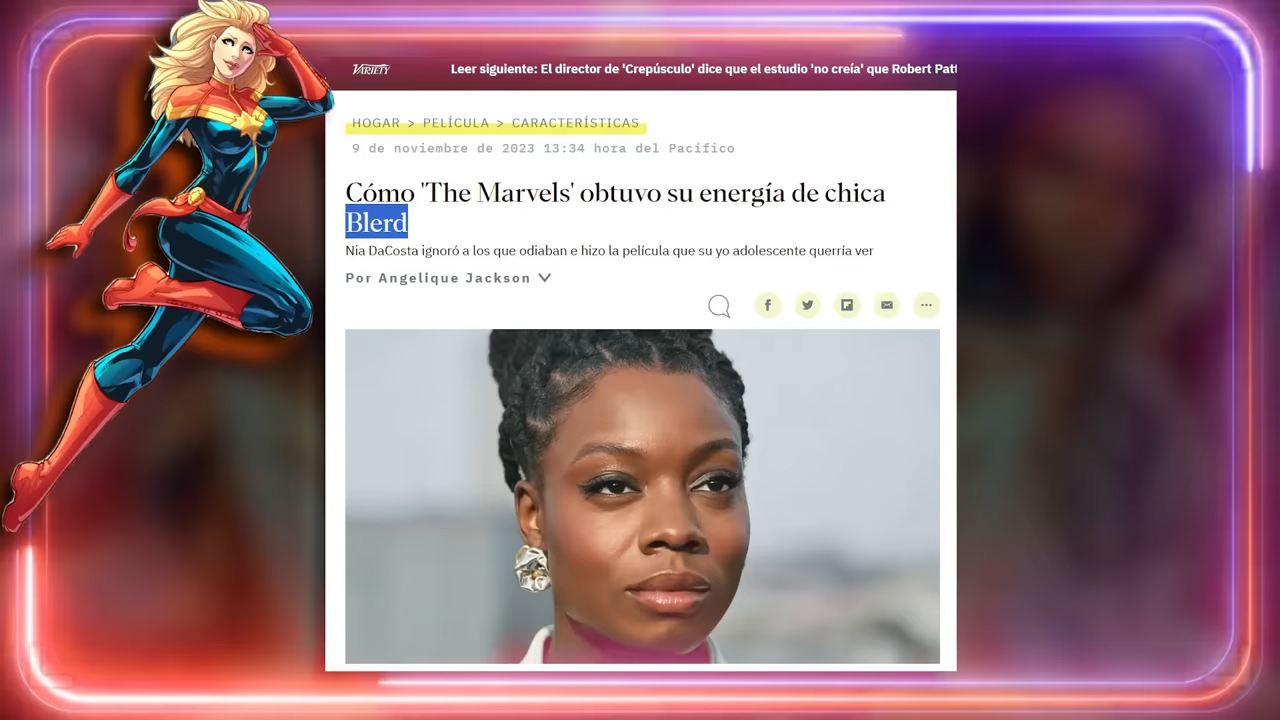 VARIETY
Leer siguiente: El director de 'Crepúsculo' dice que el estudio 'no creía' que Robert Patt
HOGAR > PELÍCULA > CARACTERÍSTICAS
9 de noviembre de 2023 13:34 hora del Pacífico
Cómo 'The Marvels' obtuvo su energía de chica
Blerd
Nia DaCosta ignoró a los que odiaban e hizo la película que su yo adolescente querría ver
Por Angelique Jackson